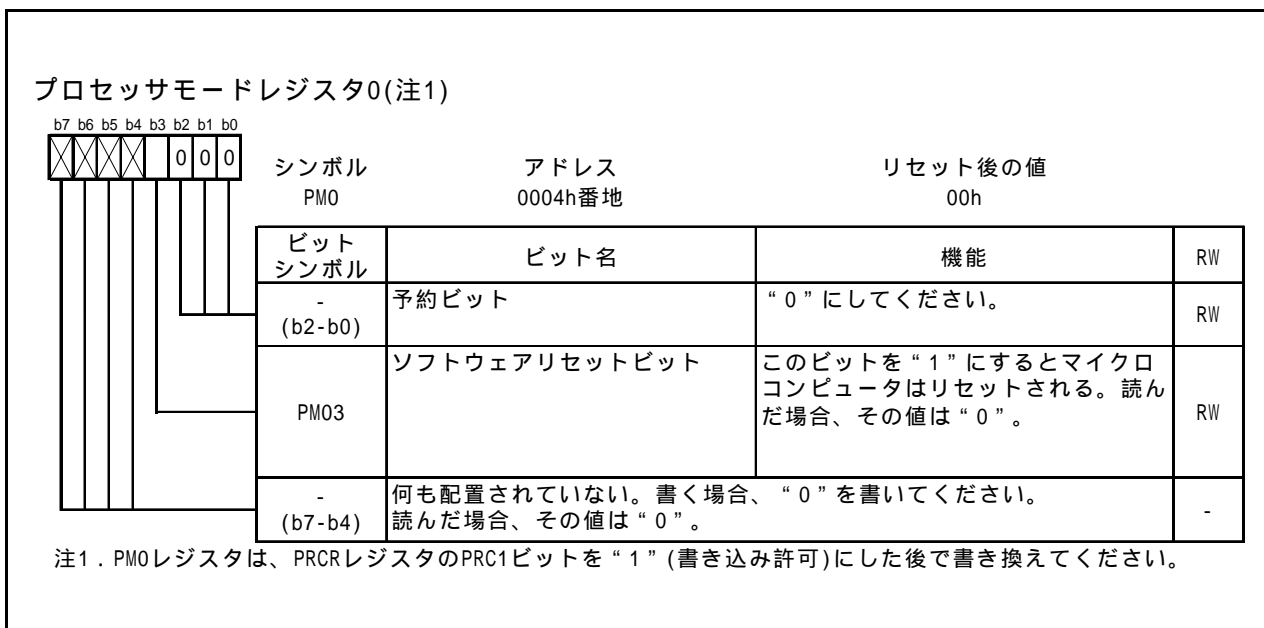 プロセッサモードレジスタ0(注1)
b7 b6 b5 b4 b3 b2 b1 b0
0 0 0
シンボル アドレス リセット後の値
PM0 0004h番地 00h
ビット
シンボル ビット名 機能 RW
-
(b2-b0) 予約ビット “0”にしてください。 RW
PM03 ソフトウェアリセットビット このビットを“1”にするとマイクロ
コンピュータはリセットされる。読ん
だ場合、その値は“0”。 RW
-
(b7-b4) 何も配置されていない。書く場合、“0”を書いてください。
読んだ場合、その値は“0”。 -
注1．PM0レジスタは、PRCRレジスタのPRC1ビットを“1”(書き込み許可)にした後で書き換えてください。